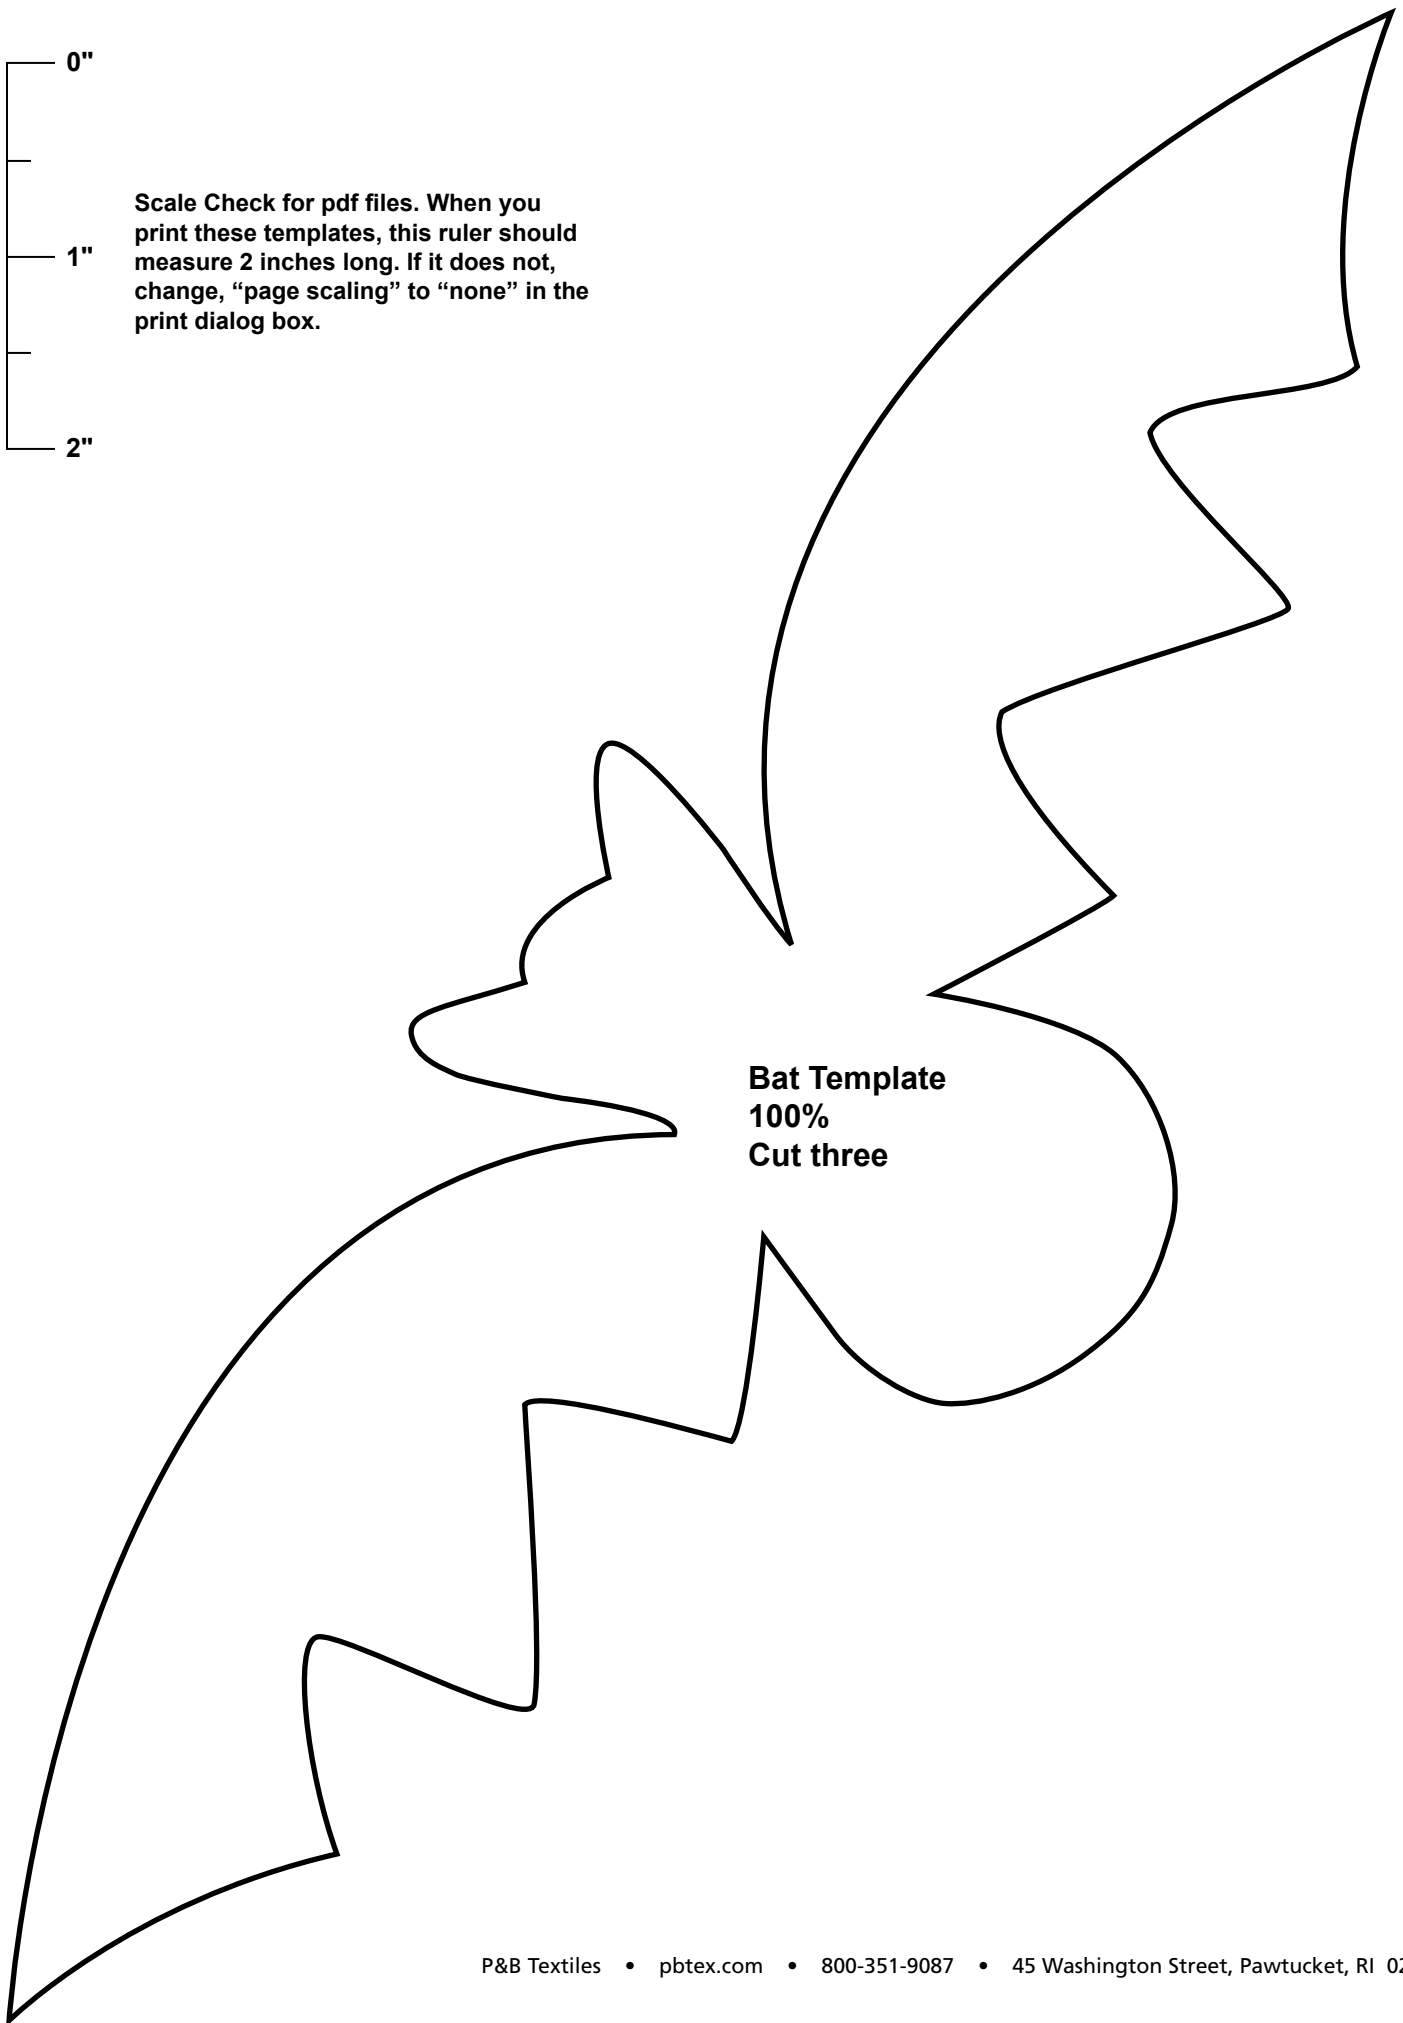 0"
1"
2"
Scale Check for pdf files. When you
print these templates, this ruler should
measure 2 inches long. If it does not,
change, “page scaling” to “none” in the
print dialog box.
Bat Template
100%
Cut three
P&B Textiles • pbtex.com • 800-351-9087 • 45 Washington Street, Pawtucket, RI 02